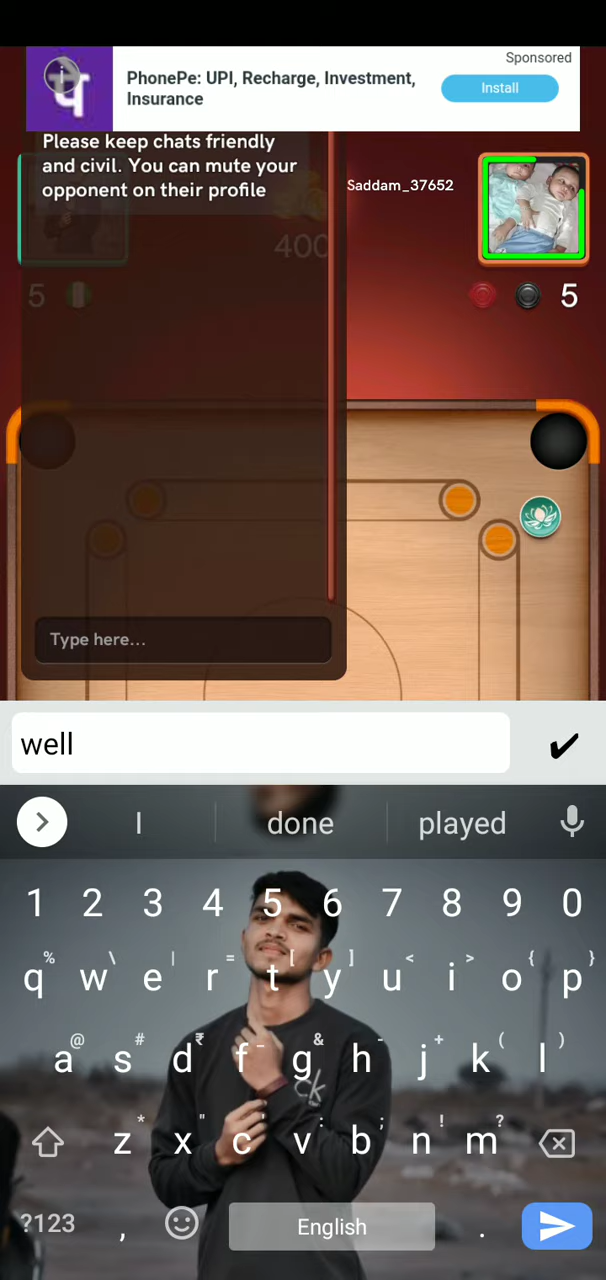 Sponsored
PhonePe: UPI, Recharge, Investment,
Insurance
Install
Please keep chats friendly
and civil. You can mute your
opponent on their profile
Saddam_37652
400
5
5
Type here...
well
I
done
played
1 2 3 4 5 6 7 8 9 0
% \ | = [ ] < > { }
q w e r t y u i o p
@ # ₹ _ & - + ( )
a s d f g h j k l
* " ' : ; ! ?
z x c v b n m
ck
?123 , English .